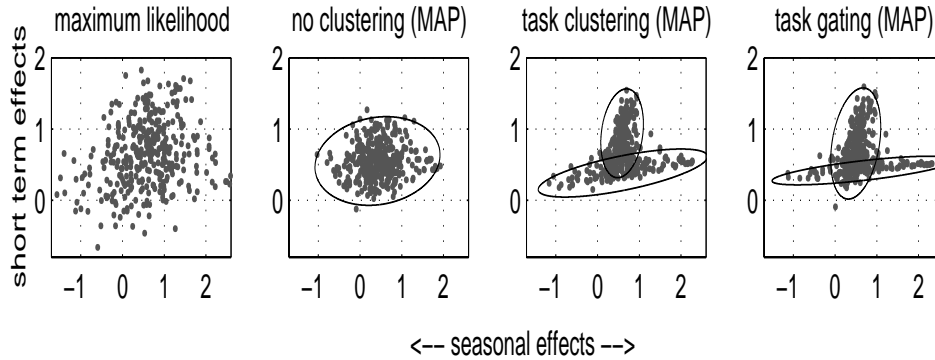 maximum likelihood
no clustering (MAP)
task clustering (MAP)
task gating (MAP)
short term effects
2
1
0
−1 0 1 2
2
1
0
−1 0 1 2
2
1
0
−1 0 1 2
2
1
0
−1 0 1 2
<−− seasonal effects −−>